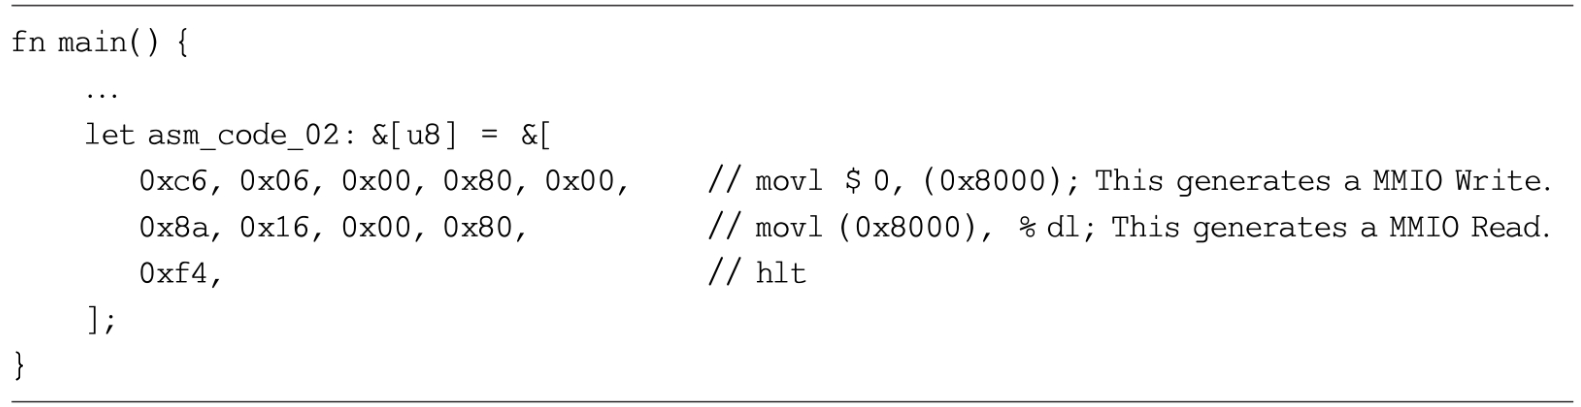 fn main() {
...
let asm_code_02: &[u8] = &[
0xc6, 0x06, 0x00, 0x80, 0x00, // movl $ 0, (0x8000); This generates a MMIO Write.
0x8a, 0x16, 0x00, 0x80, // movl (0x8000), % dl; This generates a MMIO Read.
0xf4, // hlt
];
}